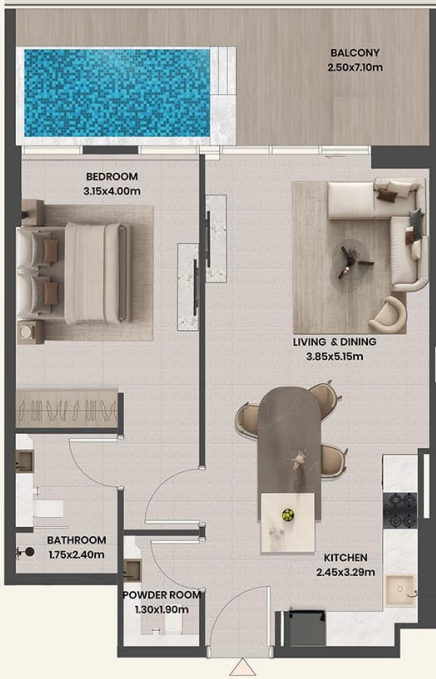 BALCONY
2.50x7.10m
BEDROOM
3.15x4.00m
LIVING & DINING
3.85x5.15m
KITCHEN
2.45x3.29m
BATHROOM
1.75x2.40m
POWDER ROOM
1.30x1.90m